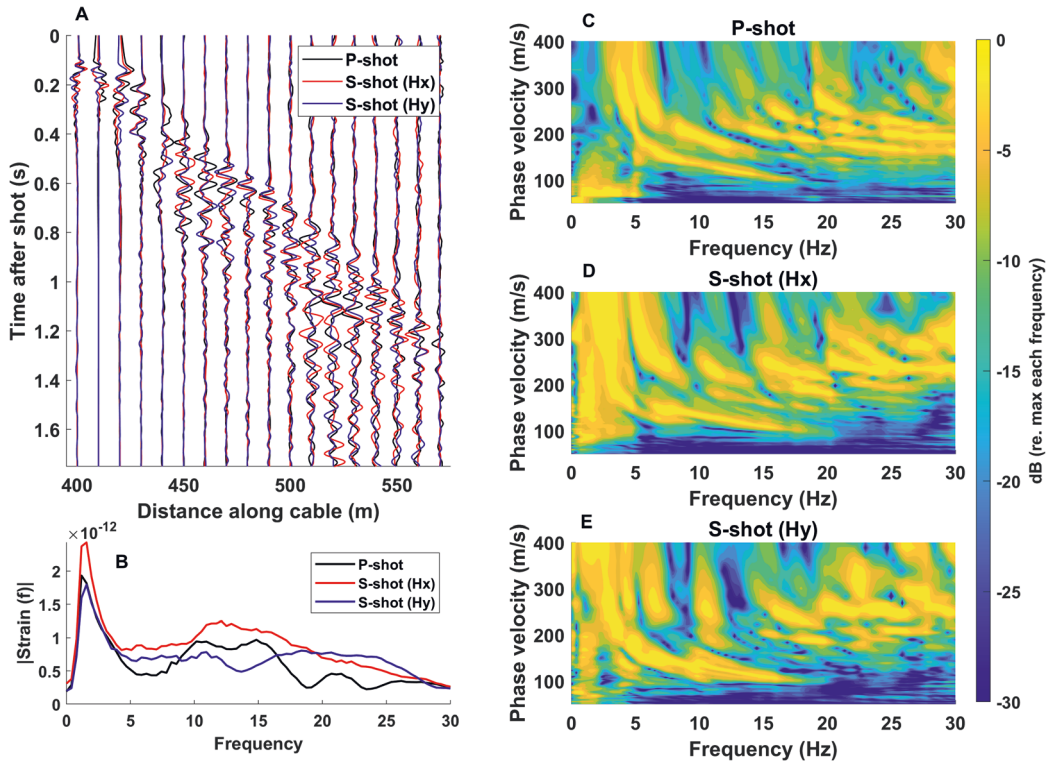 A
0
0.2
0.4
0.6
0.8
1
1.2
1.4
1.6
Time after shot (s)
P-shot
S-shot (Hx)
S-shot (Hy)
400
450
500
550
Distance along cable (m)
×10⁻¹²
B
2
1.5
1
0.5
0
|Strain (f)|
P-shot
S-shot (Hx)
S-shot (Hy)
0
5
10
15
20
25
30
Frequency
C
P-shot
400
300
200
100
Phase velocity (m/s)
0
5
10
15
20
25
30
Frequency (Hz)
D
S-shot (Hx)
400
300
200
100
Phase velocity (m/s)
0
5
10
15
20
25
30
Frequency (Hz)
E
S-shot (Hy)
400
300
200
100
Phase velocity (m/s)
0
5
10
15
20
25
30
Frequency (Hz)
0
-5
-10
-15
-20
-25
-30
dB (re. max each frequency)